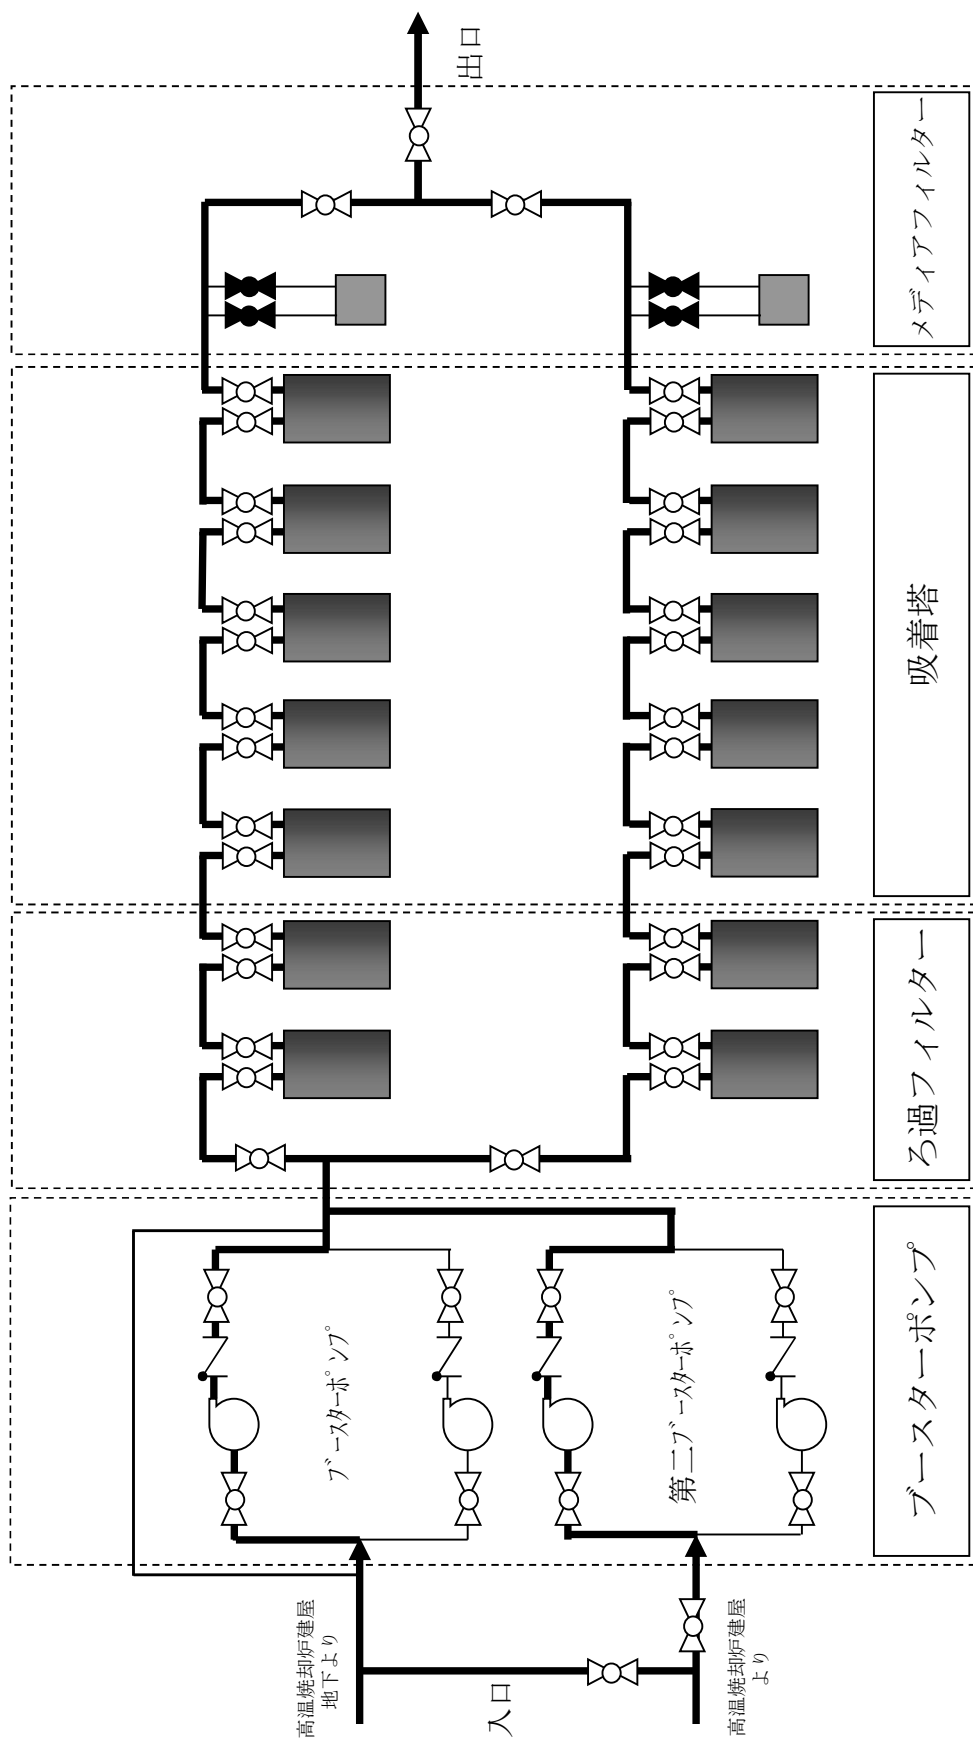 出口
メディアフィルター
吸着塔
ろ過フィルター
ブースターポンプ
ブースターポンプ
第二ブースターポンプ
高温焼却炉建屋
地下より
入口
高温焼却炉建屋
より